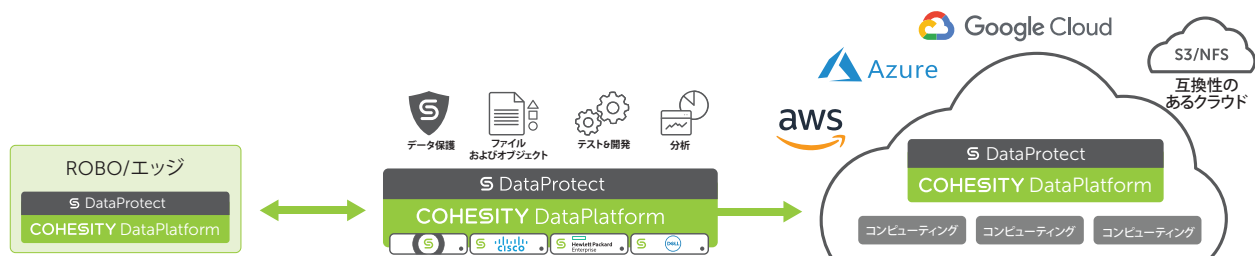 ROBO/エッジ
DataProtect
COHESITY DataPlatform
データ保護
ファイル
およびオブジェクト
テスト&開発
分析
DataProtect
COHESITY DataPlatform
CISCO
Hewlett Packard
Enterprise
DELL
aws
Azure
Google Cloud
S3/NFS
互換性の
あるクラウド
DataProtect
COHESITY DataPlatform
コンピューティング
コンピューティング
コンピューティング